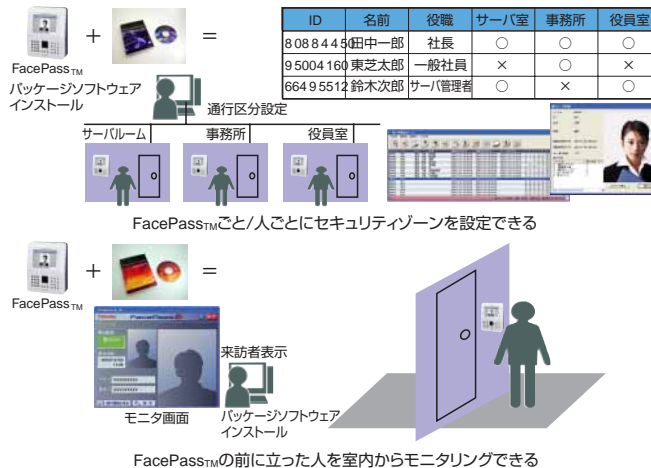 ID 名前 役職 サーバ室 事務所 役員室
80884450 田中一郎 社長 ○ ○ ○
95004160 東芝太郎 一般社員 × ○ ×
66495512 鈴木次郎 サーバ管理者 ○ × ○
+ =
FacePass™
パッケージソフトウェア
インストール
通行区分設定
サーバルーム 事務所 役員室
FacePass™ごと/人ごとにセキュリティゾーンを設定できる
+ =
FacePass™
FacePass
来訪者表示
モニタ画面
パッケージソフトウェア
インストール
FacePass™の前に立った人を室内からモニタリングできる